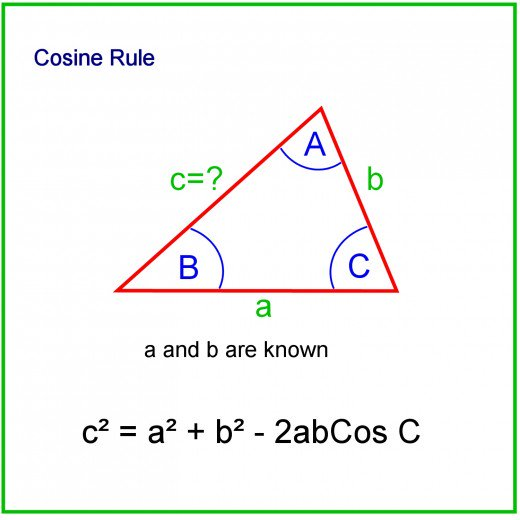 Cosine Rule
A
c=?
b
B
C
a
a and b are known
c² = a² + b² - 2abCos C